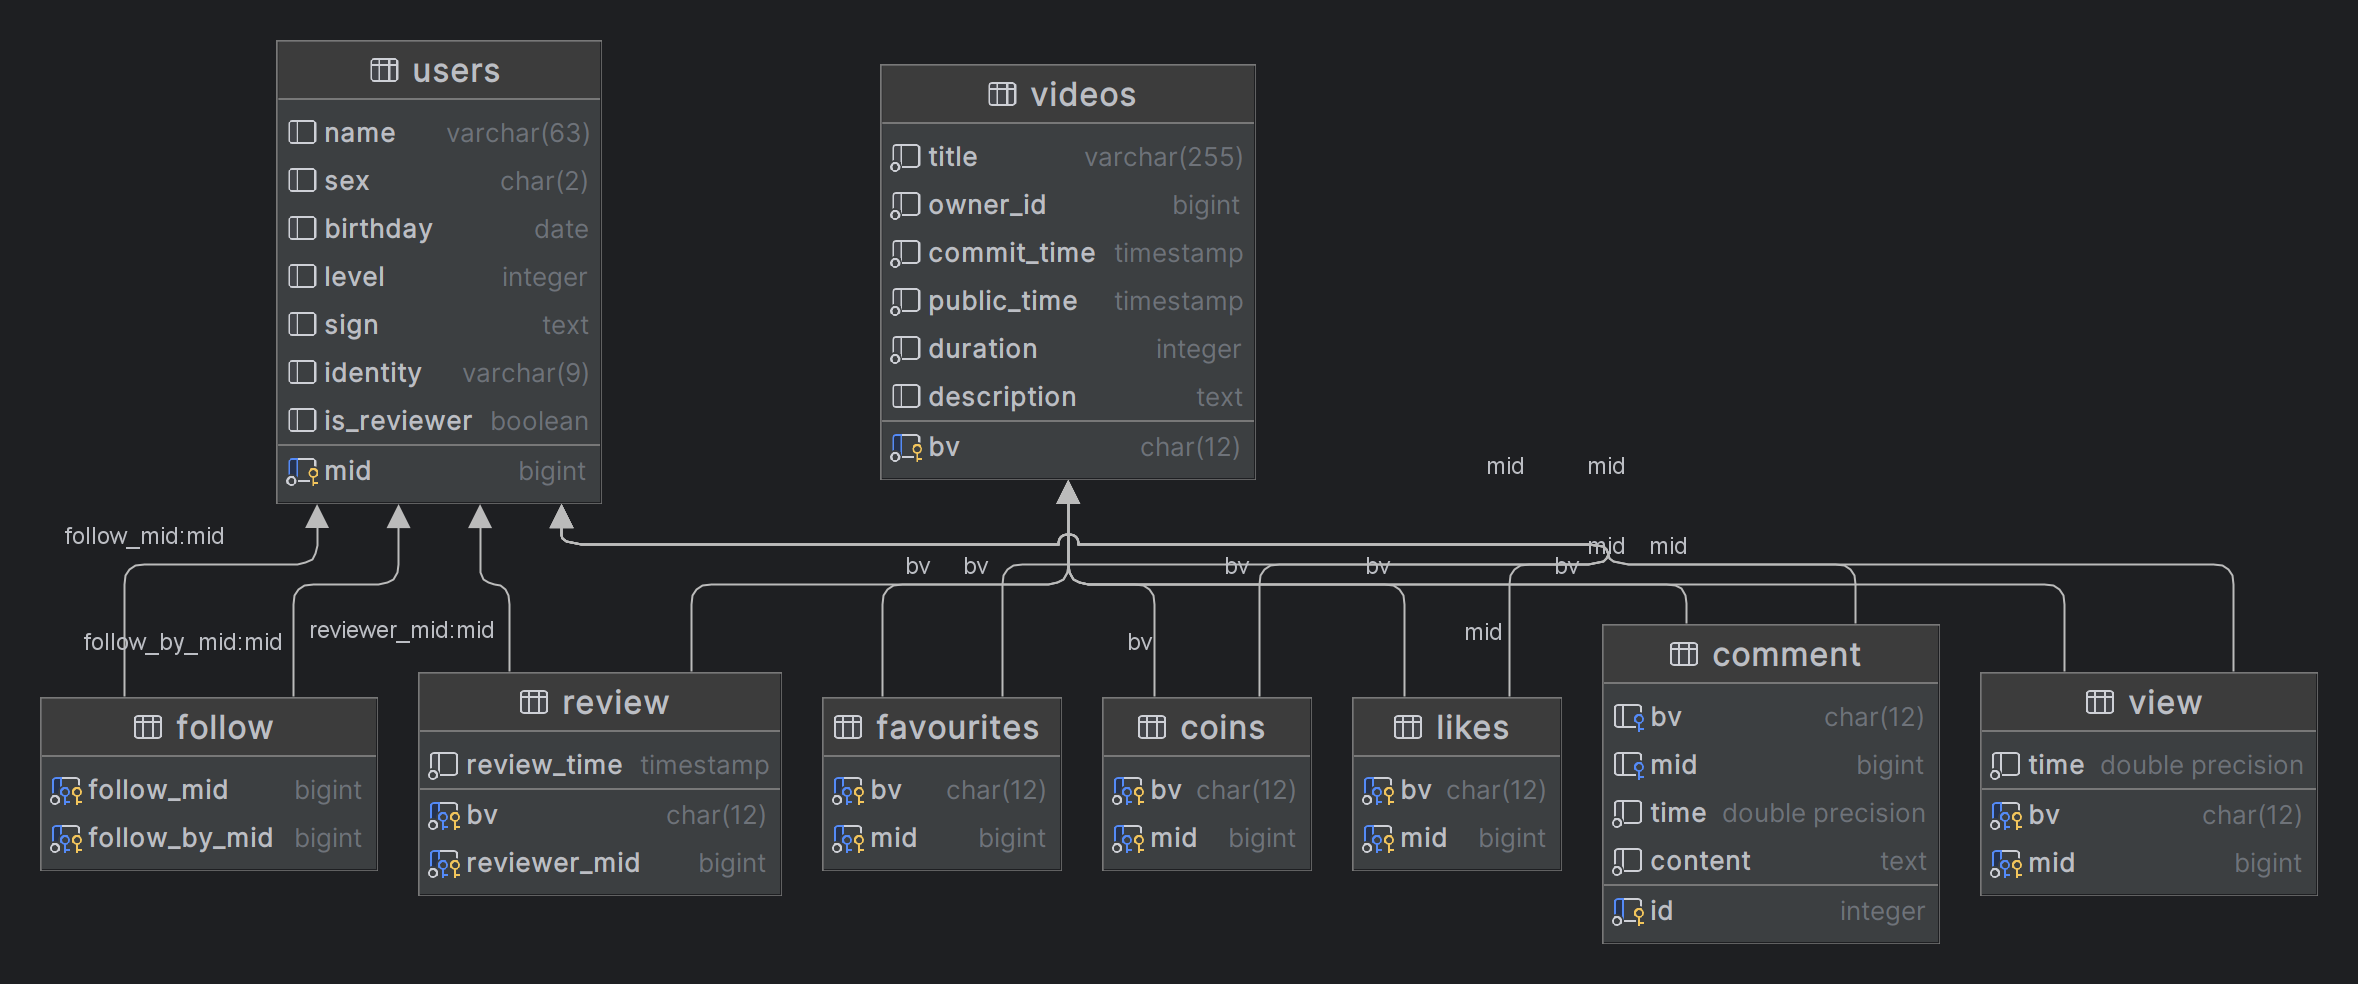 users
name varchar(63)
sex char(2)
birthday date
level integer
sign text
identity varchar(9)
is_reviewer boolean
mid bigint
videos
title varchar(255)
owner_id bigint
commit_time timestamp
public_time timestamp
duration integer
description text
bv char(12)
mid mid
follow_mid:mid
mid mid
bv bv bv bv bv
follow_by_mid:mid
reviewer_mid:mid
bv
mid
follow
follow_mid bigint
follow_by_mid bigint
review
review_time timestamp
bv char(12)
reviewer_mid bigint
favourites
bv char(12)
mid bigint
coins
bv char(12)
mid bigint
likes
bv char(12)
mid bigint
comment
bv char(12)
mid bigint
time double precision
content text
id integer
view
time double precision
bv char(12)
mid bigint